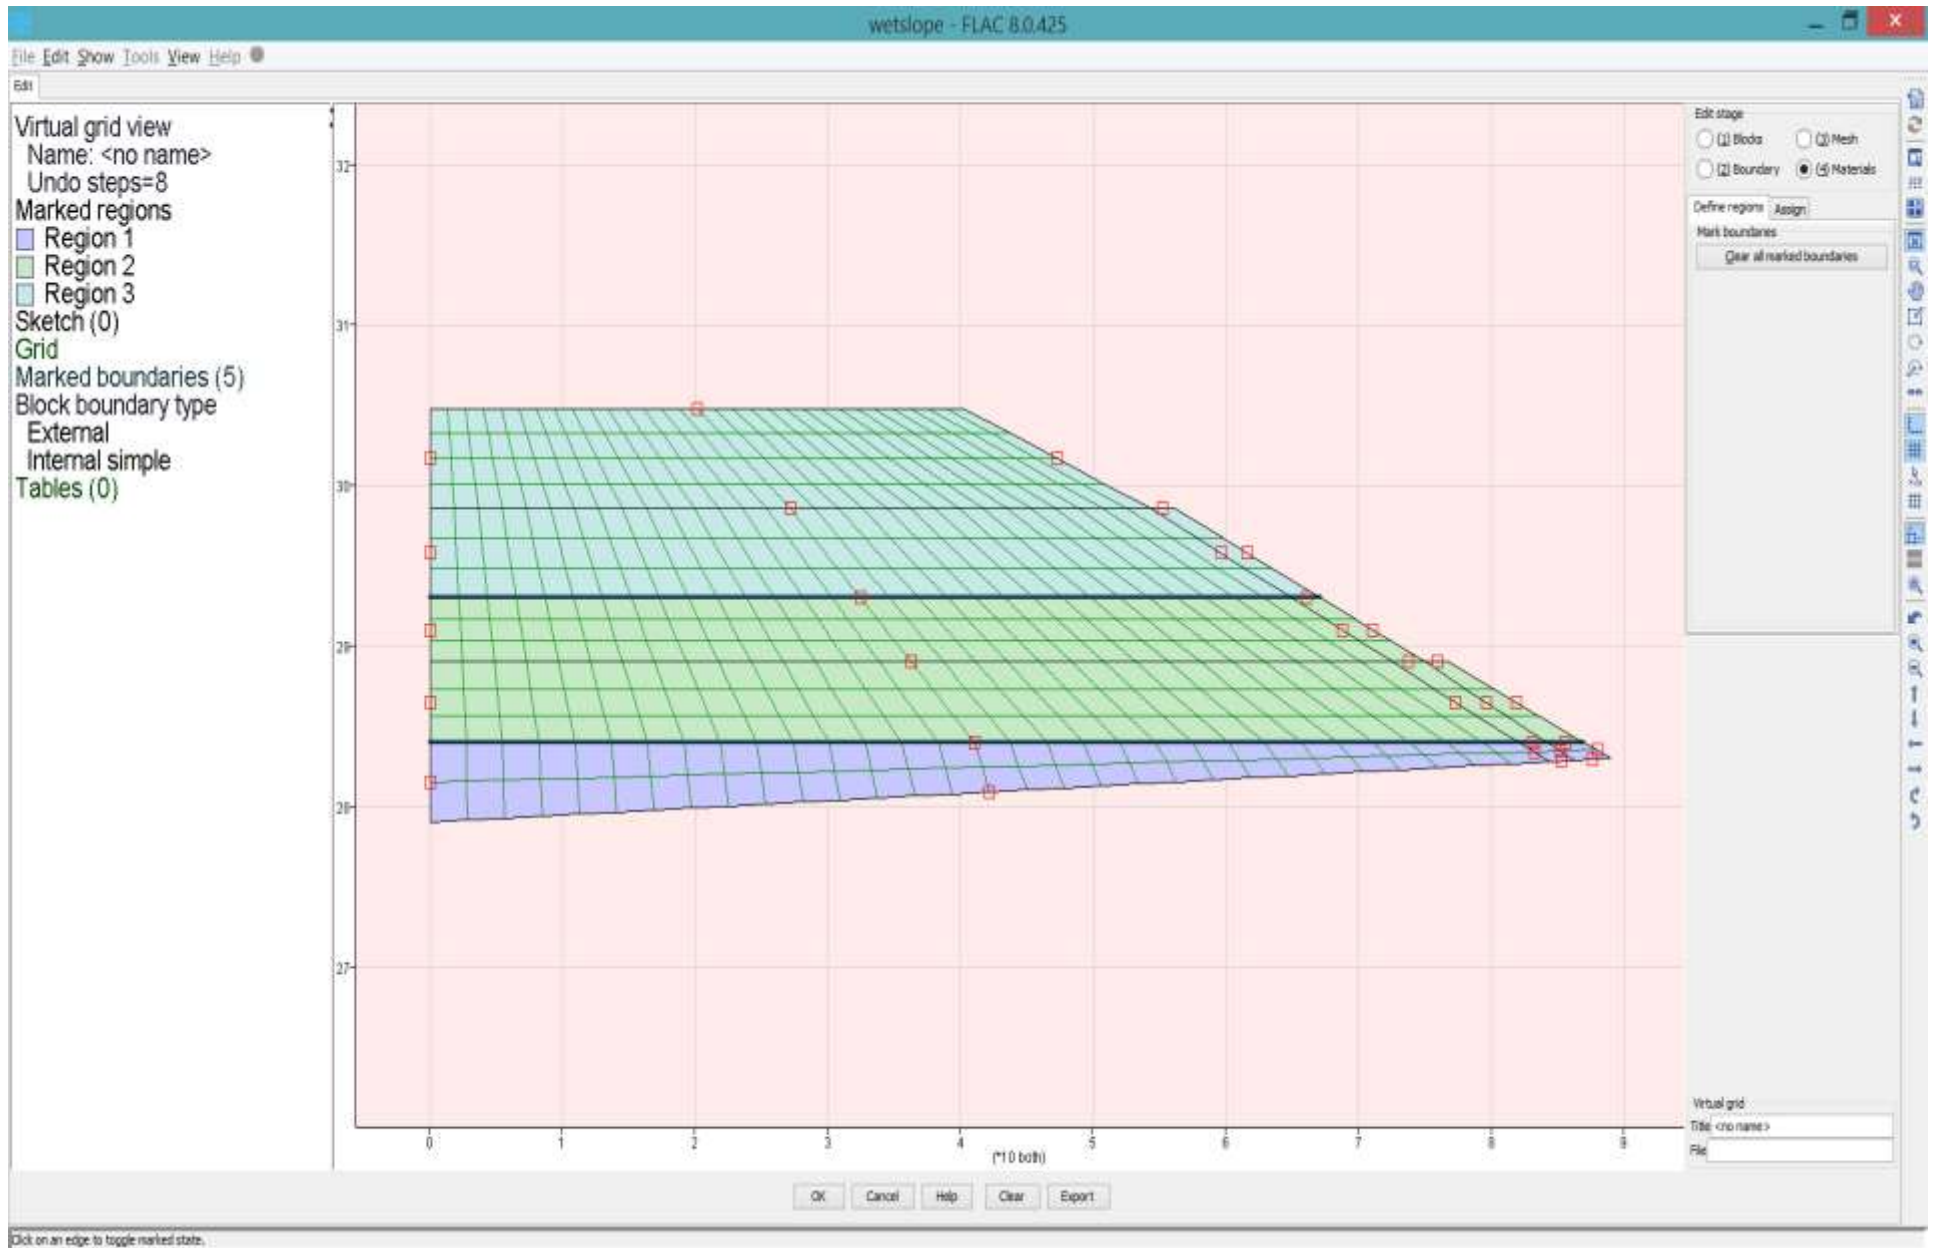 wetslope - FLAC 8.0.425
File Edit Show Tools View Help
Edit
Virtual grid view
Name: <no name>
Undo steps=8
Marked regions
Region 1
Region 2
Region 3
Sketch (0)
Grid
Marked boundaries (5)
Block boundary type
External
Internal simple
Tables (0)
32
31
30
29
28
27
0 1 2 3 4 5 6 7 8 9
(*10 both)
Edit stage
(1) Blocks (3) Mesh
(2) Boundary (4) Materials
Define regions Assign
Mark boundaries
Clear all marked boundaries
Virtual grid
Title <no name>
File
OK Cancel Help Clear Export
Click on an edge to toggle marked state.